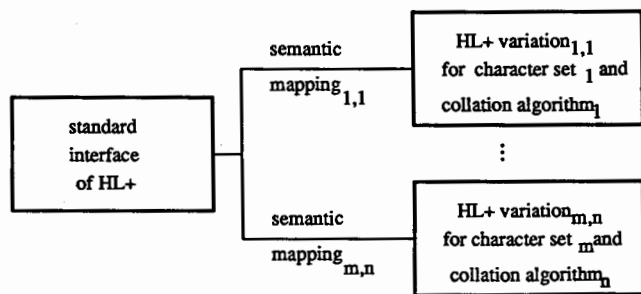 standard
interface
of HL+
semantic
mapping1,1
HL+ variation1,1
for character set 1 and
collation algorithm1
⋮
semantic
mappingm,n
HL+ variationm,n
for character set m and
collation algorithmn